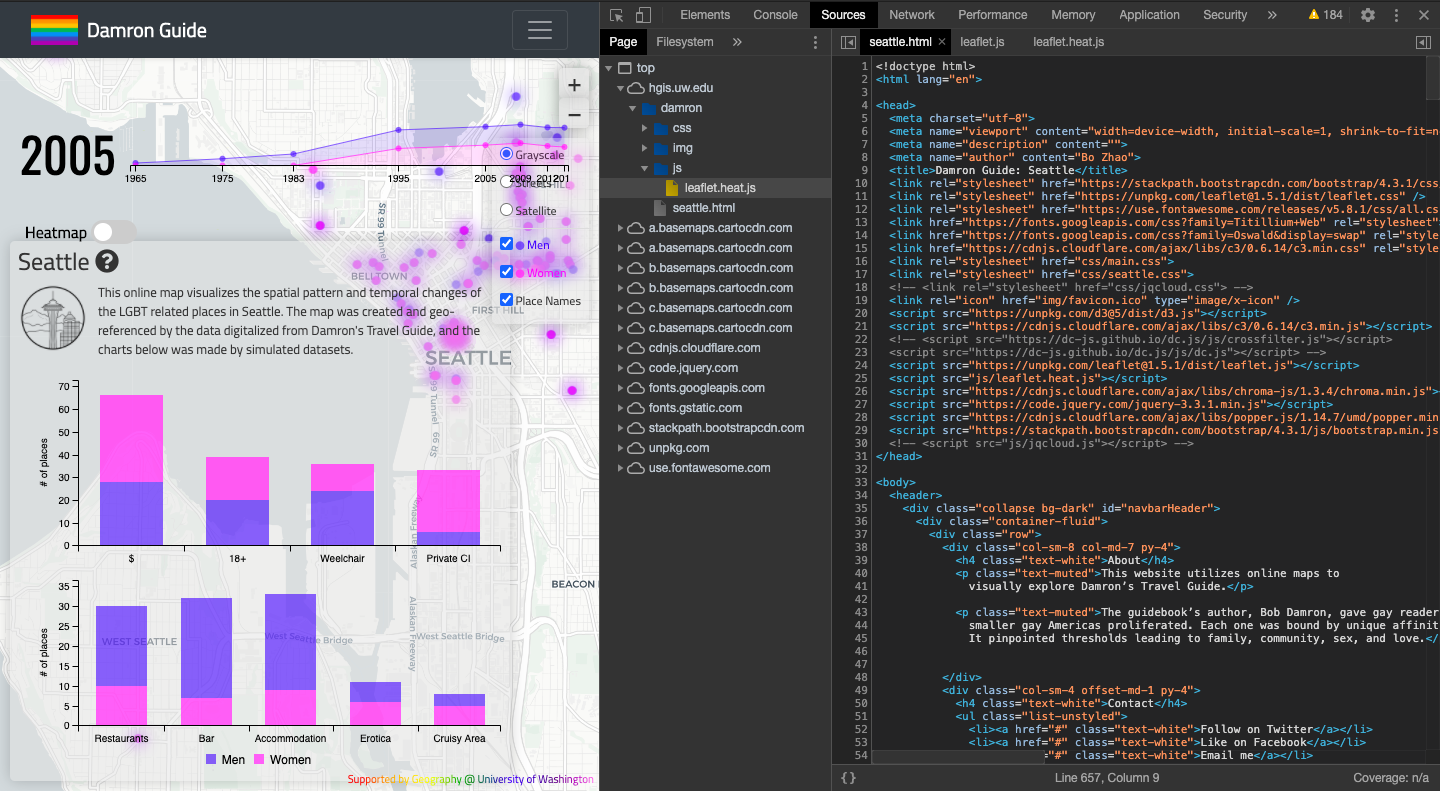 Damron Guide
2005
1965 1975 1983 1995 2005 2009 2012 201
Grayscale
Streets
Satellite
Men
Women
Place Names
Heatmap
Seattle
This online map visualizes the spatial pattern and temporal changes of
the LGBT related places in Seattle. The map was created and geo-
referenced by the data digitalized from Damron's Travel Guide, and the
charts below was made by simulated datasets.
SR 99 Tunnel
BELLTOWN
FIRST HILL
SEATTLE
Alaskan Freeway
Alaskan Freeway
BEACON
WEST SEATTLE
West Seattle Bridge
West Seattle Bridge
# of places
70
60
50
40
30
20
10
0
$ 18+ Weelchair Private Cl
# of places
35
30
25
20
15
10
5
0
Restaurants Bar Accommodation Erotica Cruisy Area
Men Women
Supported by Geography @ University of Washington
Elements Console Sources Network Performance Memory Application Security » 184
Page Filesystem »
top
hgis.uw.edu
damron
css
img
js
leaflet.heat.js
seattle.html
a.basemaps.cartocdn.com
a.basemaps.cartocdn.com
b.basemaps.cartocdn.com
b.basemaps.cartocdn.com
c.basemaps.cartocdn.com
c.basemaps.cartocdn.com
cdnjs.cloudflare.com
code.jquery.com
fonts.googleapis.com
fonts.gstatic.com
stackpath.bootstrapcdn.com
unpkg.com
use.fontawesome.com
seattle.html × leaflet.js leaflet.heat.js
1 <!doctype html>
2 <html lang="en">
3
4 <head>
5 <meta charset="utf-8">
6 <meta name="viewport" content="width=device-width, initial-scale=1, shrink-to-fit=n
7 <meta name="description" content="">
8 <meta name="author" content="Bo Zhao">
9 <title>Damron Guide: Seattle</title>
10 <link rel="stylesheet" href="https://stackpath.bootstrapcdn.com/bootstrap/4.3.1/css
11 <link rel="stylesheet" href="https://unpkg.com/leaflet@1.5.1/dist/leaflet.css" />
12 <link rel="stylesheet" href="https://use.fontawesome.com/releases/v5.8.1/css/all.cs
13 <link href="https://fonts.googleapis.com/css?family=Titillium+Web" rel="stylesheet"
14 <link href="https://fonts.googleapis.com/css?family=Oswald&display=swap" rel="style
15 <link href="https://cdnjs.cloudflare.com/ajax/libs/c3/0.6.14/c3.min.css" rel="style
16 <link rel="stylesheet" href="css/main.css">
17 <link rel="stylesheet" href="css/seattle.css">
18 <!-- <link rel="stylesheet" href="css/jqcloud.css"> -->
19 <link rel="icon" href="img/favicon.ico" type="image/x-icon" />
20 <script src="https://unpkg.com/d3@5/dist/d3.js"></script>
21 <script src="https://cdnjs.cloudflare.com/ajax/libs/c3/0.6.14/c3.min.js"></script>
22 <!-- <script src="https://dc-js.github.io/dc.js/js/crossfilter.js"></script>
23 <script src="https://dc-js.github.io/dc.js/js/dc.js"></script> -->
24 <script src="https://unpkg.com/leaflet@1.5.1/dist/leaflet.js"></script>
25 <script src="js/leaflet.heat.js"></script>
26 <script src="https://cdnjs.cloudflare.com/ajax/libs/chroma-js/1.3.4/chroma.min.js">
27 <script src="https://code.jquery.com/jquery-3.3.1.min.js"></script>
28 <script src="https://cdnjs.cloudflare.com/ajax/libs/popper.js/1.14.7/umd/popper.min
29 <script src="https://stackpath.bootstrapcdn.com/bootstrap/4.3.1/js/bootstrap.min.js
30 <!-- <script src="js/jqcloud.js"></script> -->
31 </head>
32
33 <body>
34 <header>
35 <div class="collapse bg-dark" id="navbarHeader">
36 <div class="container-fluid">
37 <div class="row">
38 <div class="col-sm-8 col-md-7 py-4">
39 <h4 class="text-white">About</h4>
40 <p class="text-muted">This website utilizes online maps to
41 visually explore Damron’s Travel Guide.</p>
42
43 <p class="text-muted">The guidebook’s author, Bob Damron, gave gay reader
44 smaller gay Americas proliferated. Each one was bound by unique affinit
45 It pinpointed thresholds leading to family, community, sex, and love.</
46
47
48 </div>
49 <div class="col-sm-4 offset-md-1 py-4">
50 <h4 class="text-white">Contact</h4>
51 <ul class="list-unstyled">
52 <li><a href="#" class="text-white">Follow on Twitter</a></li>
53 <li><a href="#" class="text-white">Like on Facebook</a></li>
54 ="#" class="text-white">Email me</a></li>
{} Line 657, Column 9 Coverage: n/a